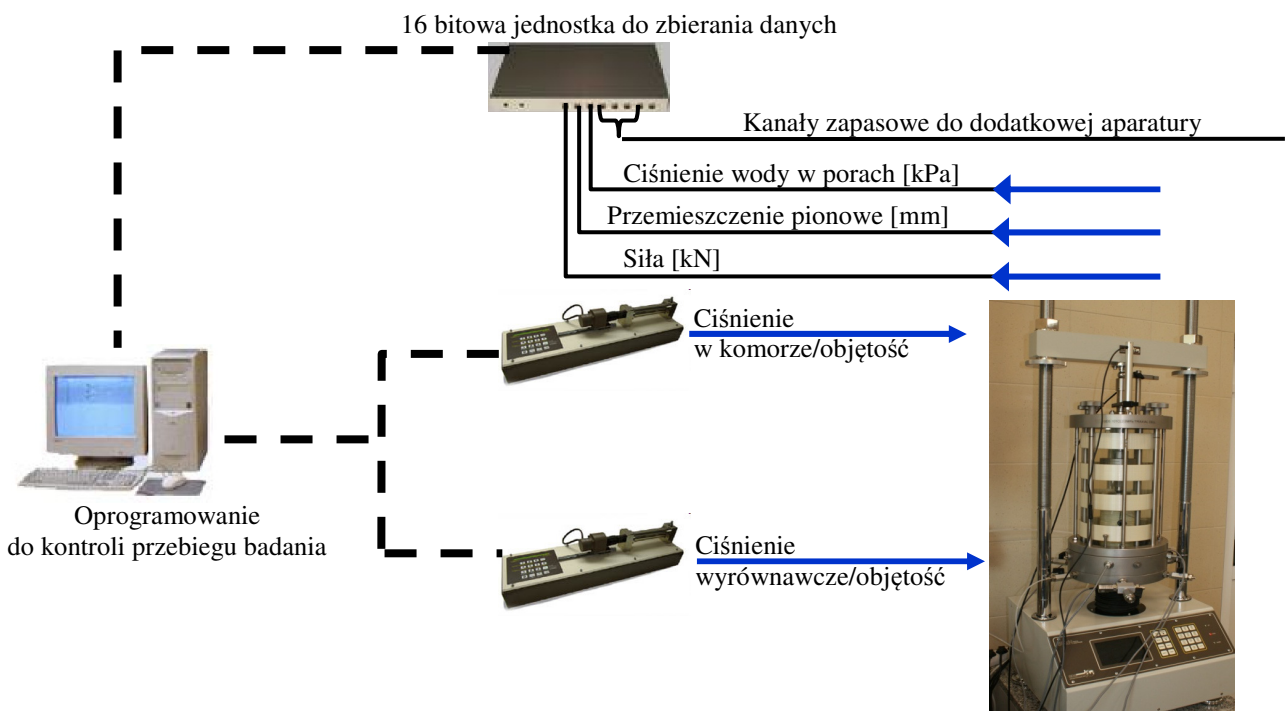 16 bitowa jednostka do zbierania danych
Kanały zapasowe do dodatkowej aparatury
Ciśnienie wody w porach [kPa]
Przemieszczenie pionowe [mm]
Siła [kN]
Ciśnienie
w komorze/objętość
Oprogramowanie
do kontroli przebiegu badania
Ciśnienie
wyrównawcze/objętość